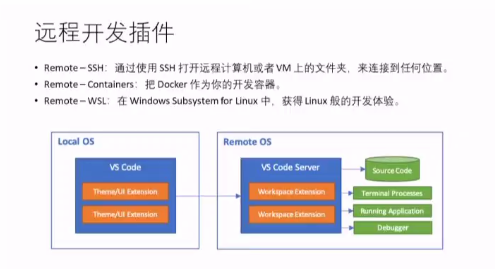 远程开发插件
• Remote – SSH：通过使用 SSH 打开远程计算机或者 VM 上的文件夹，来连接到任何位置。
• Remote – Containers：把 Docker 作为你的开发容器。
• Remote – WSL：在 Windows Subsystem for Linux 中，获得 Linux 般的开发体验。
Local OS
Remote OS
VS Code
VS Code Server
Source Code
Theme/UI Extension
Workspace Extension
Terminal Processes
Theme/UI Extension
Workspace Extension
Running Application
Debugger